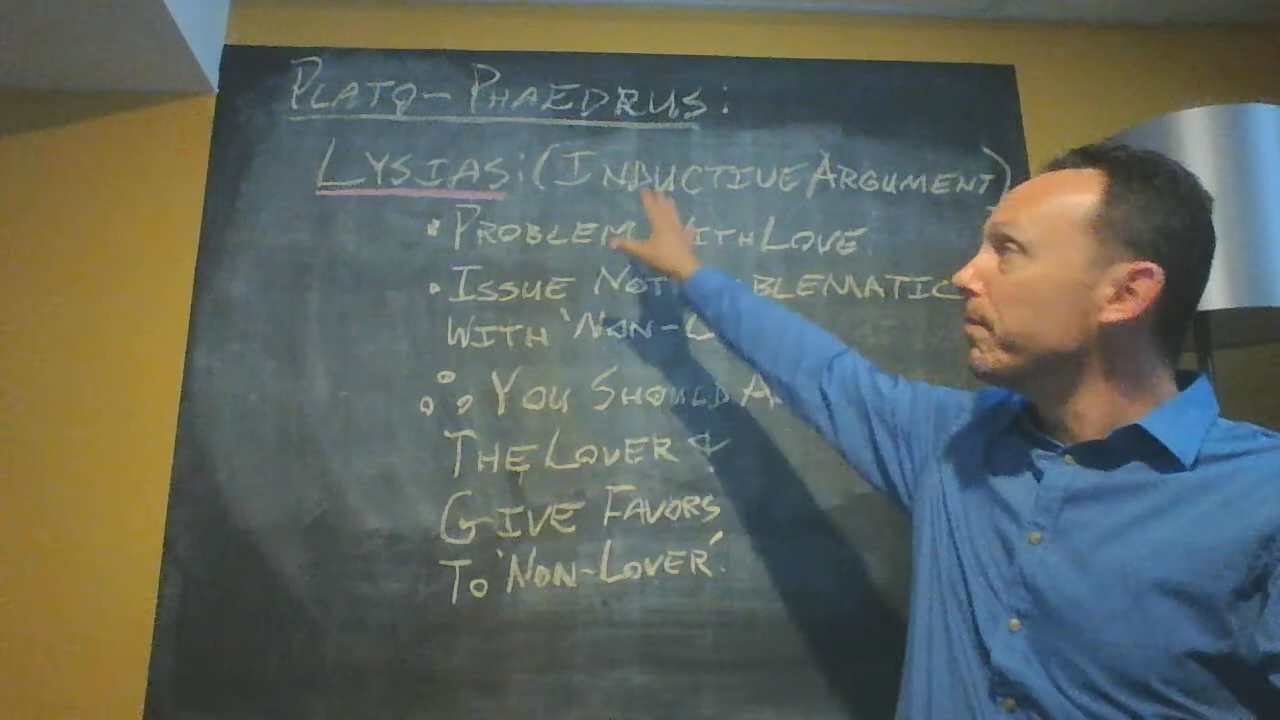 PLATO-PHAEDRUS:
LYSIAS: (INDUCTIVE ARGUMENT)
• PROBLEM WITH LOVE.
• ISSUE NOT
WITH
∴ YOU SHOULD
THE LOVER &
GIVE FAVORS
TO 'NON-LOVER'.